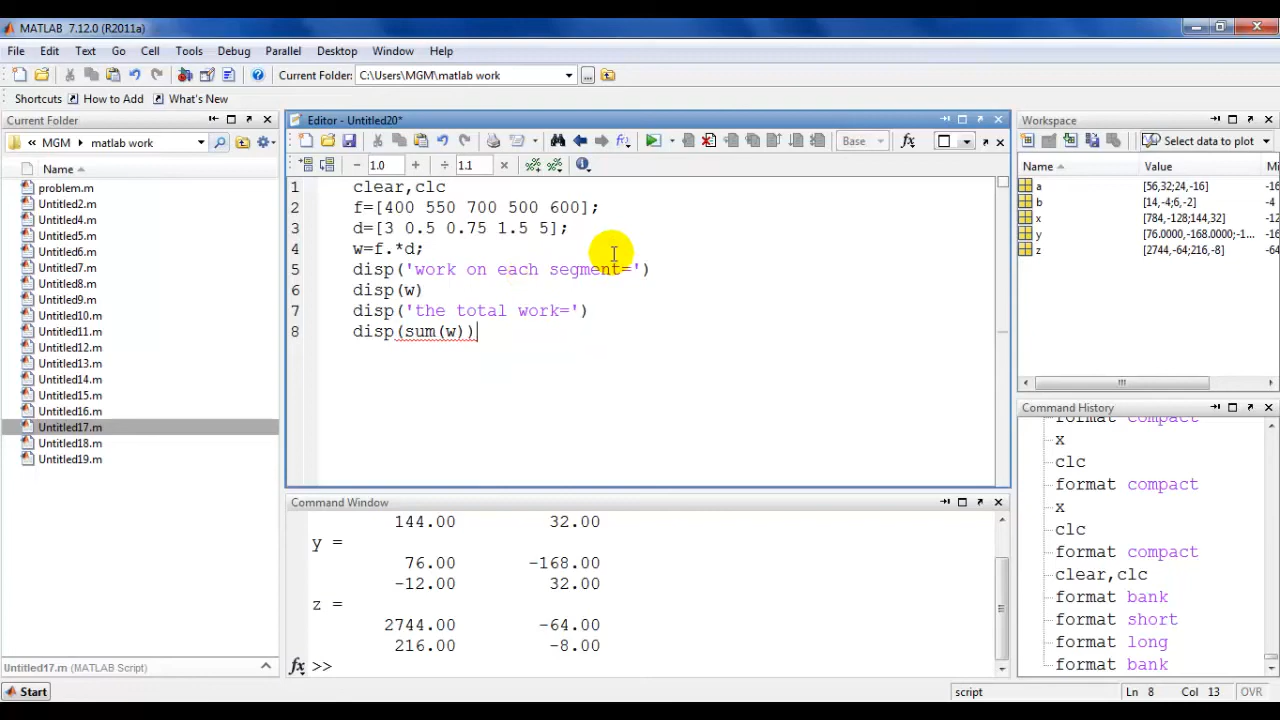 MATLAB 7.12.0 (R2011a)
File Edit Text Go Cell Tools Debug Parallel Desktop Window Help
Current Folder: C:\Users\MGM\matlab work
Shortcuts How to Add What's New
Current Folder
« MGM ▸ matlab work
Name
problem.m
Untitled2.m
Untitled4.m
Untitled5.m
Untitled6.m
Untitled7.m
Untitled8.m
Untitled9.m
Untitled10.m
Untitled11.m
Untitled12.m
Untitled13.m
Untitled14.m
Untitled15.m
Untitled16.m
Untitled17.m
Untitled18.m
Untitled19.m
Untitled17.m (MATLAB Script)
Editor - Untitled20*
Base
fx
− 1.0 + ÷ 1.1 ×
1 clear,clc
2 f=[400 550 700 500 600];
3 d=[3 0.5 0.75 1.5 5];
4 w=f.*d;
5 disp('work on each segment=')
6 disp(w)
7 disp('the total work=')
8 disp(sum(w))
Command Window
144.00 32.00
y =
76.00 -168.00
-12.00 32.00
z =
2744.00 -64.00
216.00 -8.00
fx >>
Workspace
Select data to plot
Name Value Mi
a [56,32;24,-16] -16
b [14,-4;6,-2] -4
x [784,-128;144,32] -12
y [76.0000,-168.0000;-1... -16
z [2744,-64;216,-8] -64
Command History
format compact
x
clc
format compact
x
clc
format compact
clear,clc
format bank
format short
format long
format bank
Start
script
Ln 8 Col 13 OVR